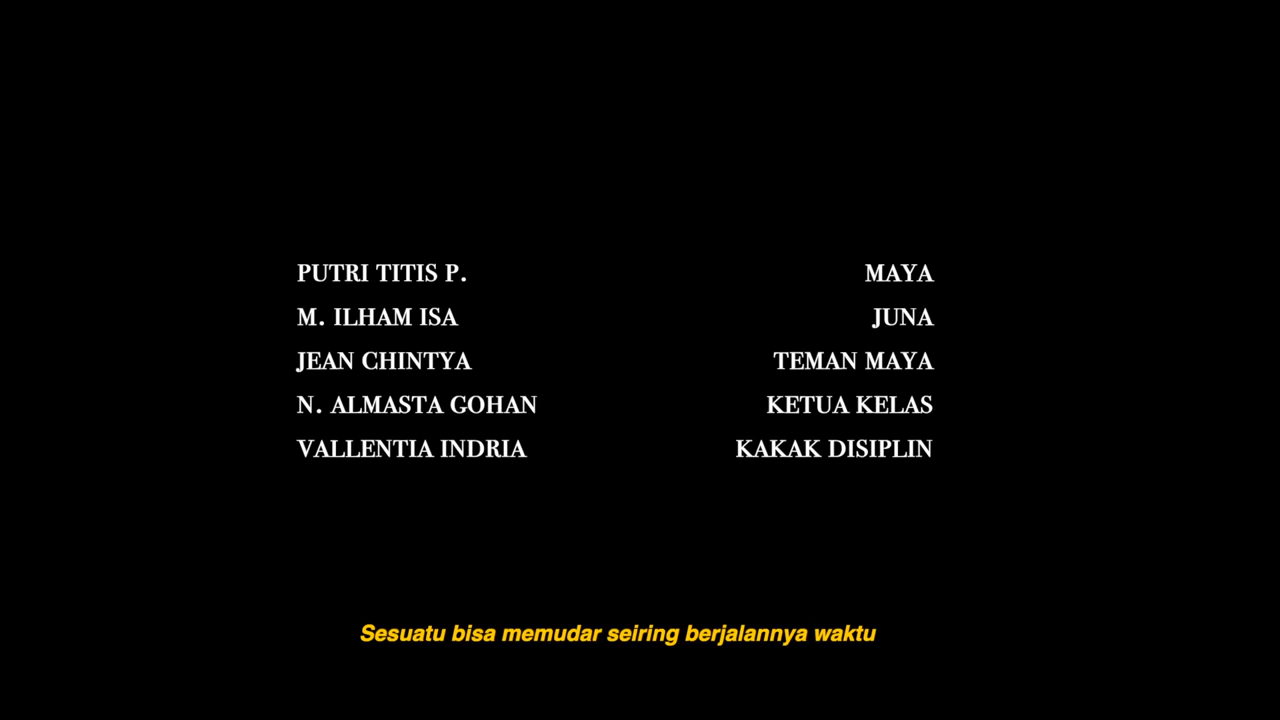 PUTRI TITIS P. MAYA
M. ILHAM ISA JUNA
JEAN CHINTYA TEMAN MAYA
N. ALMASTA GOHAN KETUA KELAS
VALLENTIA INDRIA KAKAK DISIPLIN
Sesuatu bisa memudar seiring berjalannya waktu